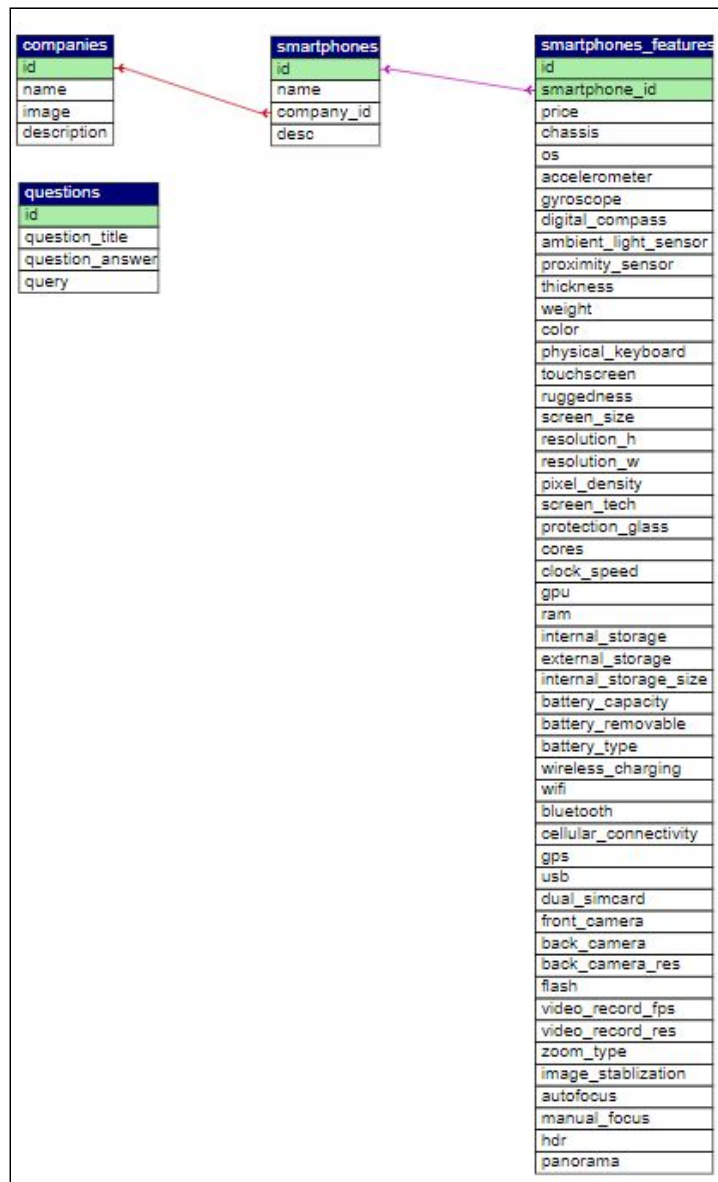 companies
id
name
image
description
questions
id
question_title
question_answer
query
smartphones
id
name
company_id
desc
smartphones_features
id
smartphone_id
price
chassis
os
accelerometer
gyroscope
digital_compass
ambient_light_sensor
proximity_sensor
thickness
weight
color
physical_keyboard
touchscreen
ruggedness
screen_size
resolution_h
resolution_w
pixel_density
screen_tech
protection_glass
cores
clock_speed
gpu
ram
internal_storage
external_storage
internal_storage_size
battery_capacity
battery_removable
battery_type
wireless_charging
wifi
bluetooth
cellular_connectivity
gps
usb
dual_simcard
front_camera
back_camera
back_camera_res
flash
video_record_fps
video_record_res
zoom_type
image_stablization
autofocus
manual_focus
hdr
panorama